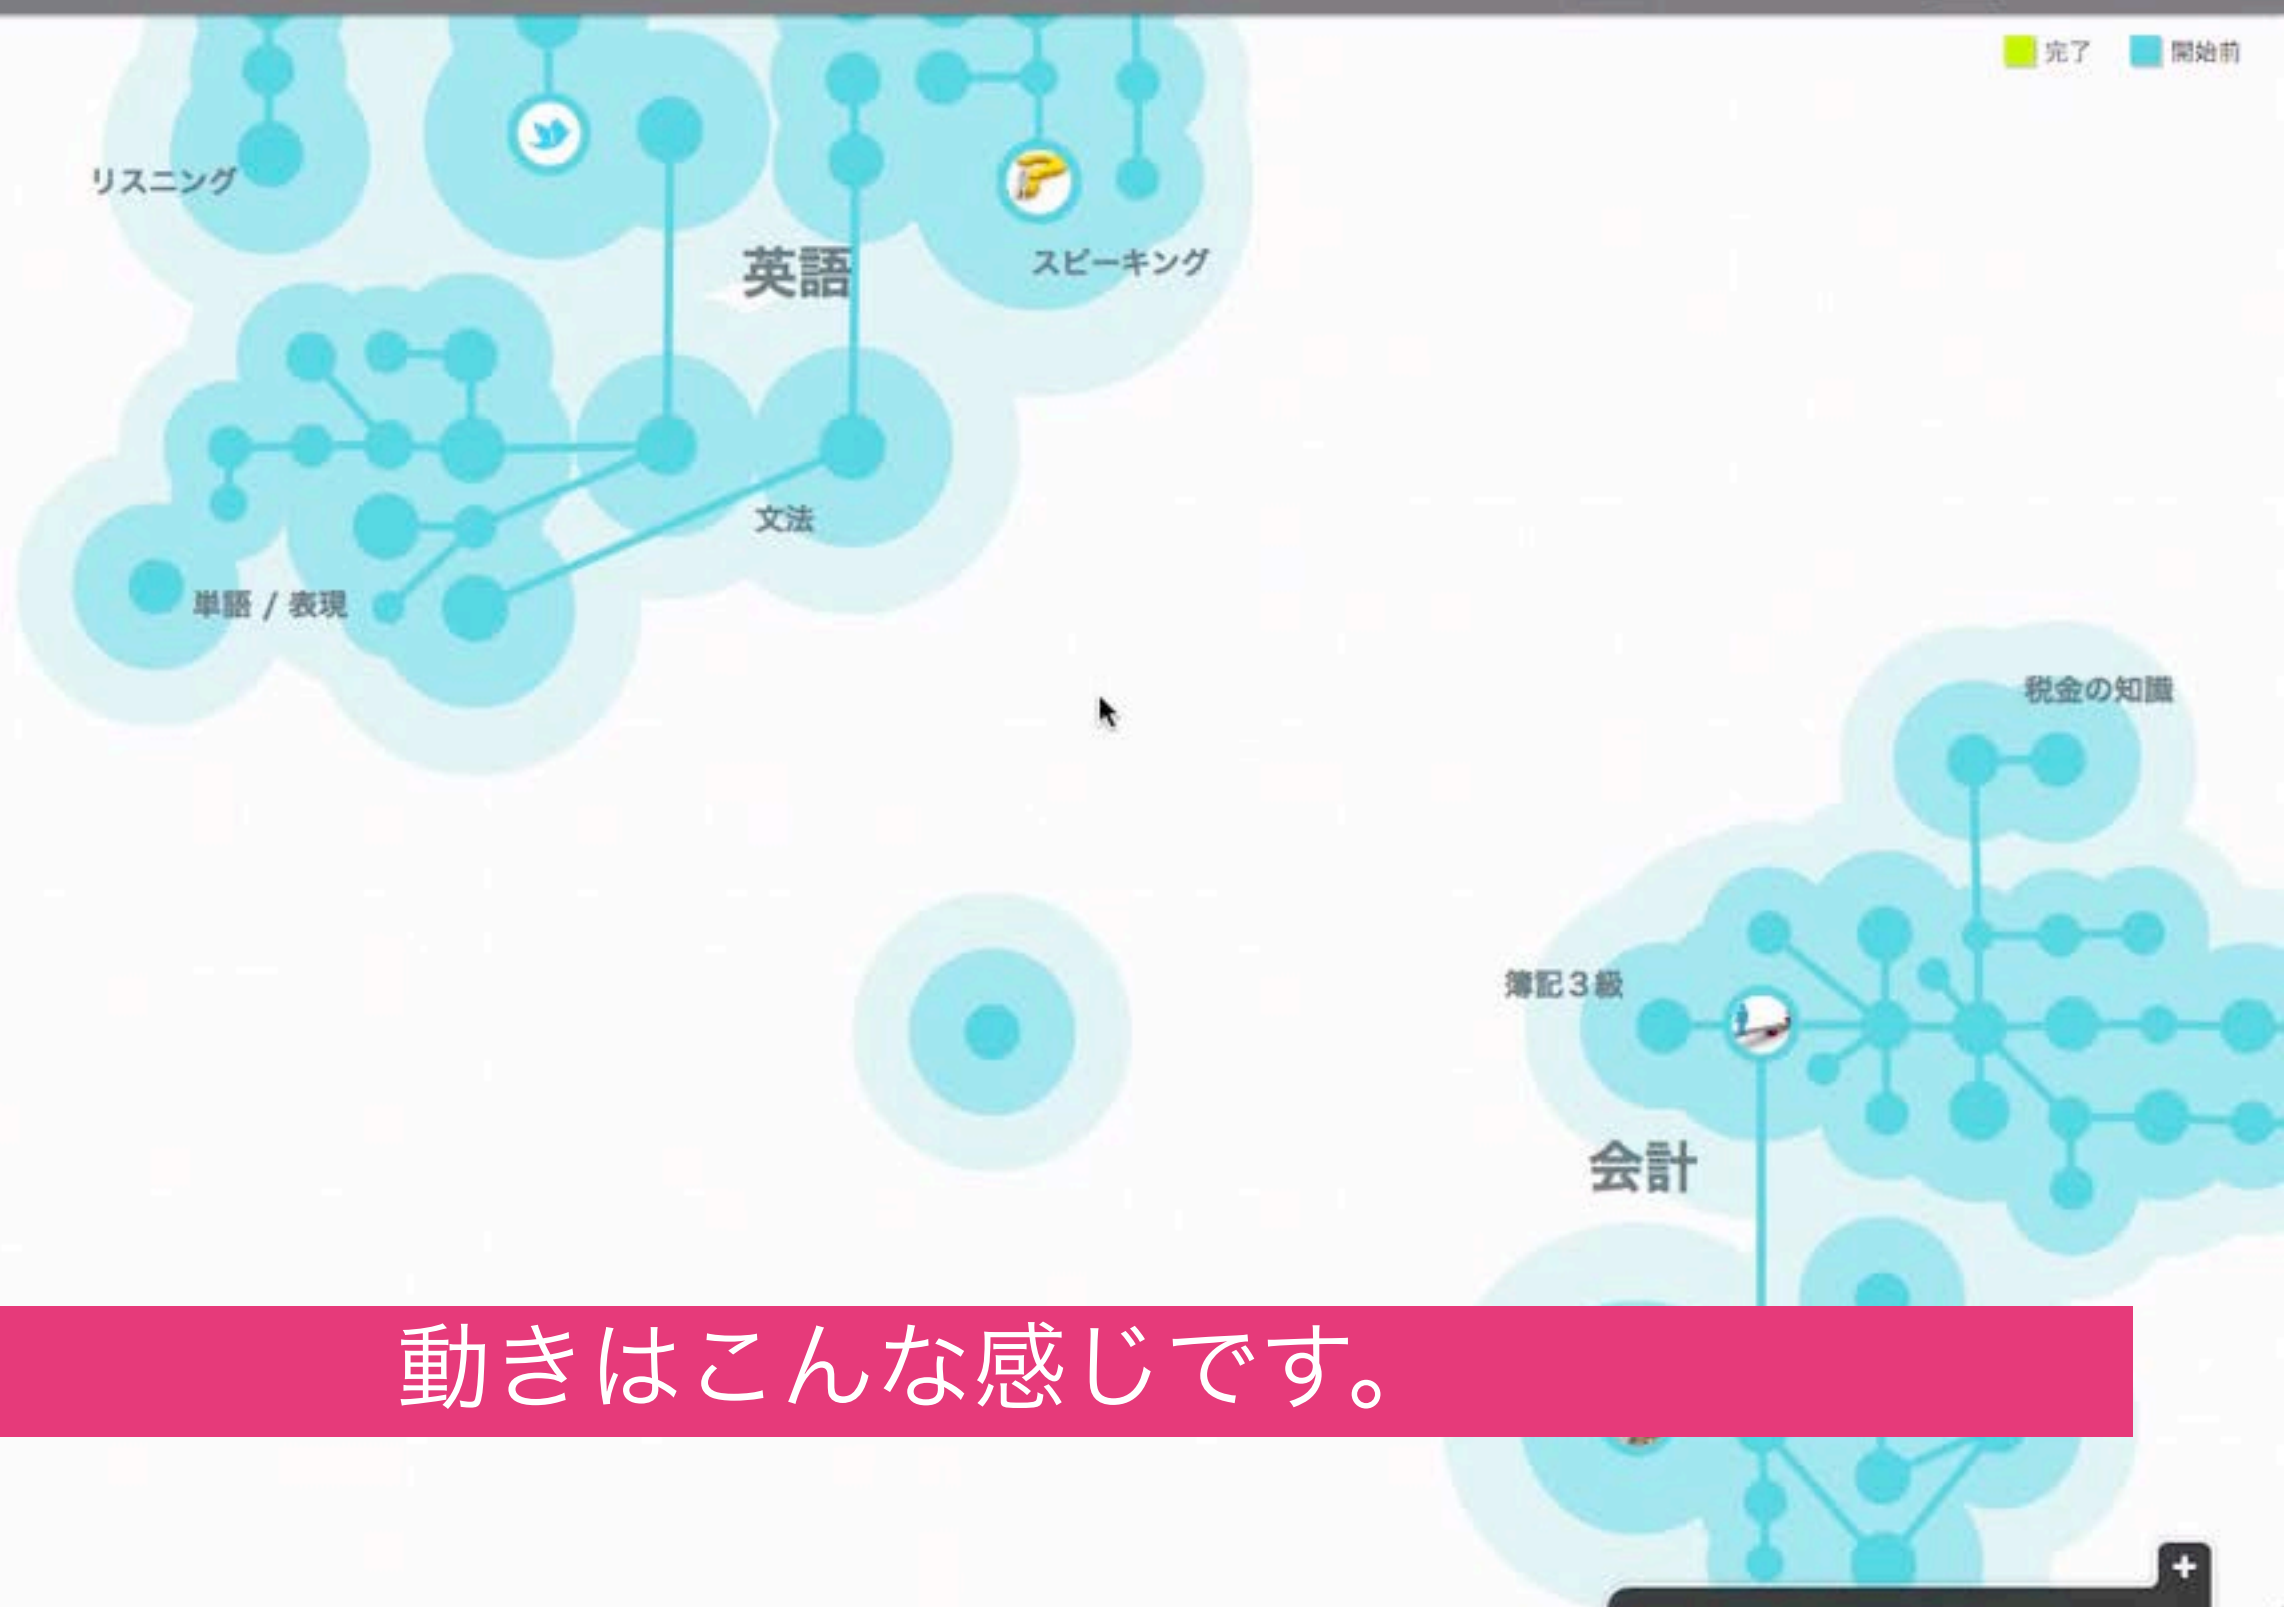 完了 開始前
リスニング
英語
スピーキング
文法
単語 / 表現
税金の知識
簿記3級
会計
動きはこんな感じです。
+